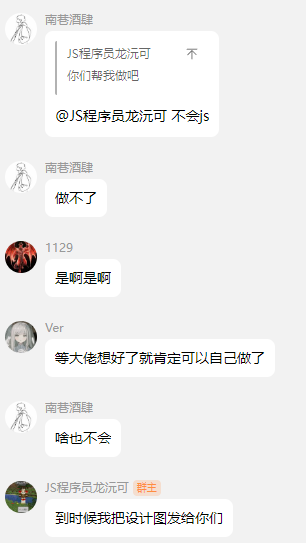 南巷酒肆
JS程序员龙沅可
你们帮我做吧
@JS程序员龙沅可 不会js
南巷酒肆
做不了
1129
是啊是啊
Ver
等大佬想好了就肯定可以自己做了
南巷酒肆
啥也不会
JS程序员龙沅可 群主
到时候我把设计图发给你们